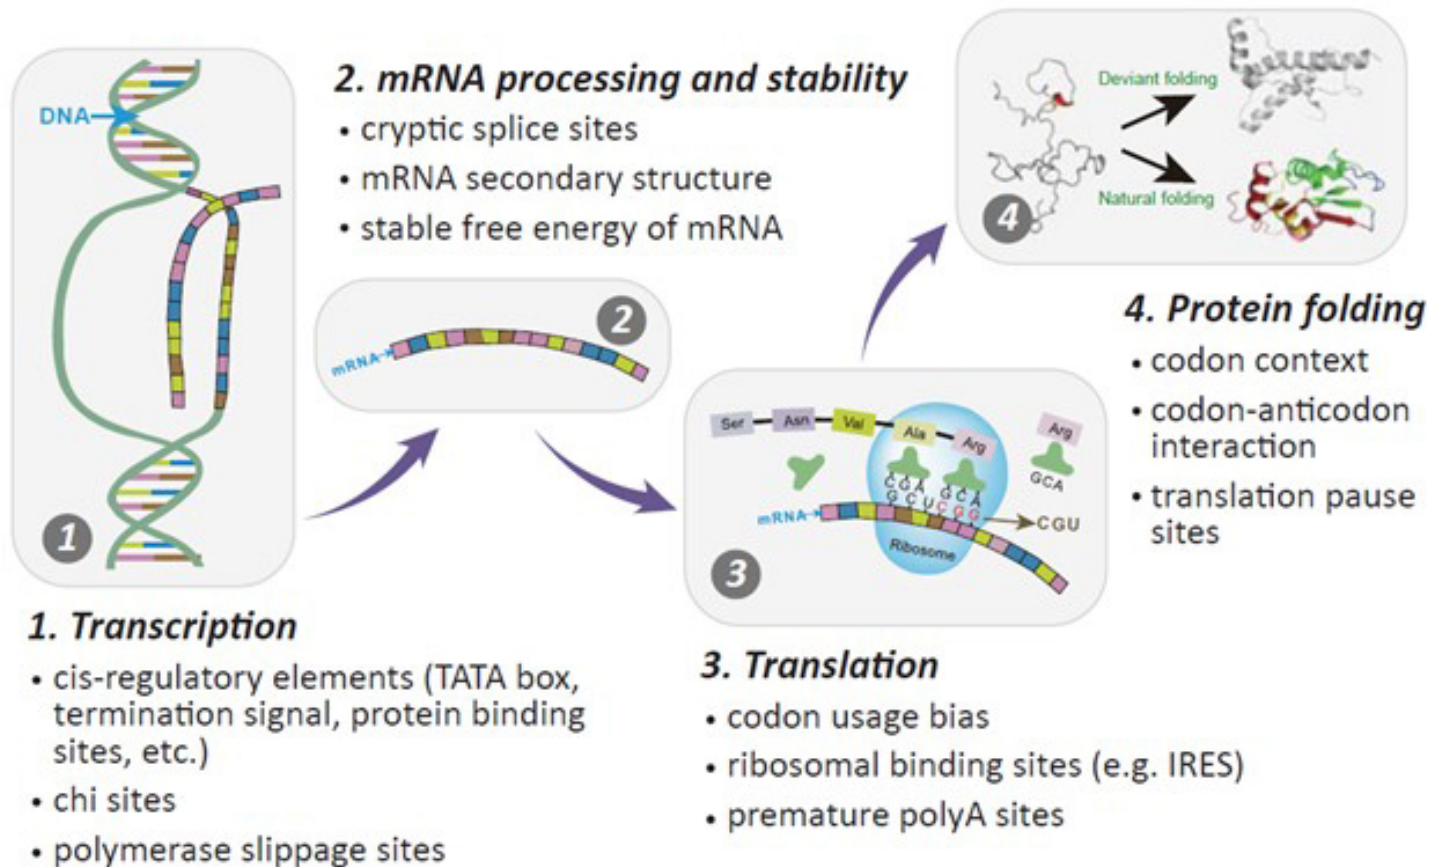 DNA
1
1. Transcription
• cis-regulatory elements (TATA box,
termination signal, protein binding
sites, etc.)
• chi sites
• polymerase slippage sites
2. mRNA processing and stability
• cryptic splice sites
• mRNA secondary structure
• stable free energy of mRNA
2
mRNA
Ser
Asn
Val
Ala
Arg
Arg
GCA
CGA
GCA
GCUCGG
CGU
mRNA
Ribosome
3
3. Translation
• codon usage bias
• ribosomal binding sites (e.g. IRES)
• premature polyA sites
Deviant folding
Natural folding
4
4. Protein folding
• codon context
• codon-anticodon
interaction
• translation pause
sites